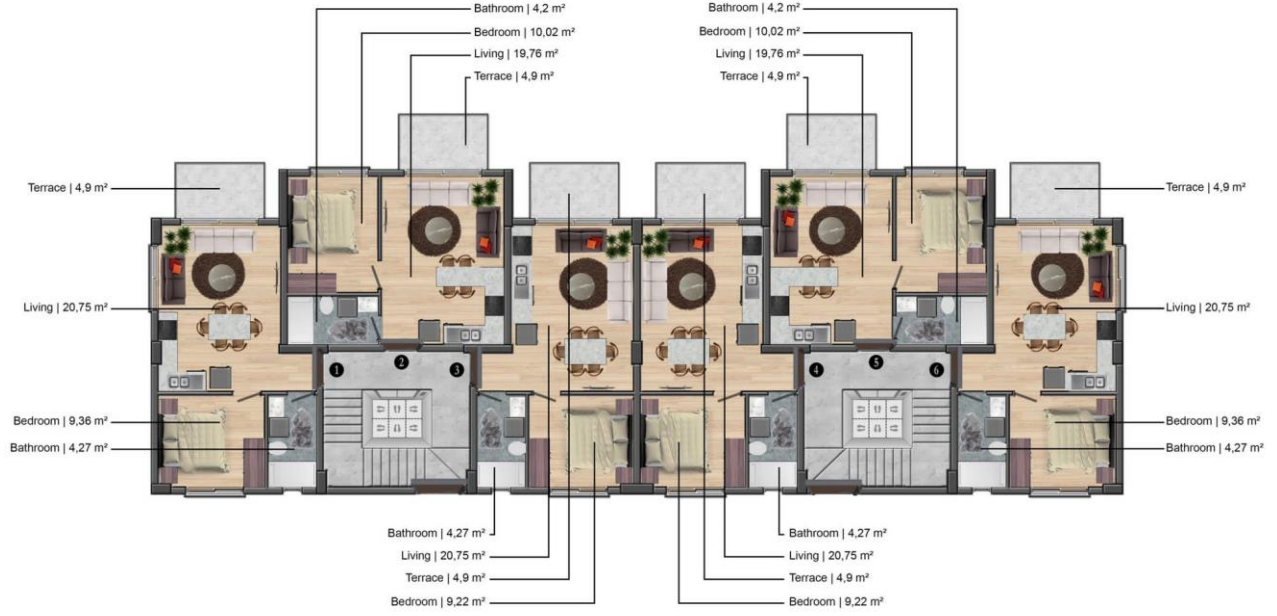 Bathroom | 4,2 m²
Bedroom | 10,02 m²
Living | 19,76 m²
Terrace | 4,9 m²
Bathroom | 4,2 m²
Bedroom | 10,02 m²
Living | 19,76 m²
Terrace | 4,9 m²
Terrace | 4,9 m²
Terrace | 4,9 m²
Living | 20,75 m²
Living | 20,75 m²
1
2
3
4
5
6
Bedroom | 9,36 m²
Bathroom | 4,27 m²
Bedroom | 9,36 m²
Bathroom | 4,27 m²
Bathroom | 4,27 m²
Living | 20,75 m²
Terrace | 4,9 m²
Bedroom | 9,22 m²
Bathroom | 4,27 m²
Living | 20,75 m²
Terrace | 4,9 m²
Bedroom | 9,22 m²